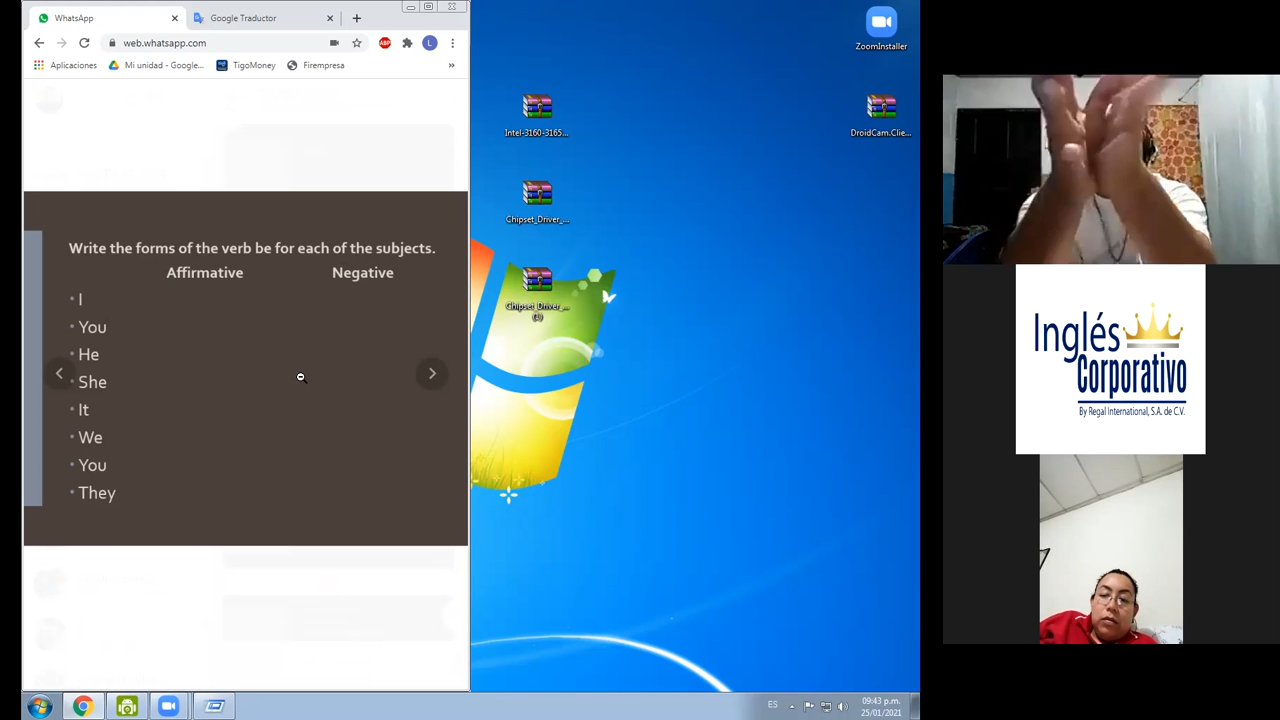 WhatsApp
Google Traductor
web.whatsapp.com
ABP
L
Aplicaciones
Mi unidad - Google...
TigoMoney
Firempresa
»
Write the forms of the verb be for each of the subjects.
Affirmative Negative
• I
• You
• He
• She
• It
• We
• You
• They
Intel-3160-3165...
Chipset_Driver_...
Chipset_Driver_...
(1)
ZoomInstaller
DroidCam.Clie...
ES
09:43 p.m.
25/01/2021
Inglés
Corporativo
By Regal International, S.A. de C.V.